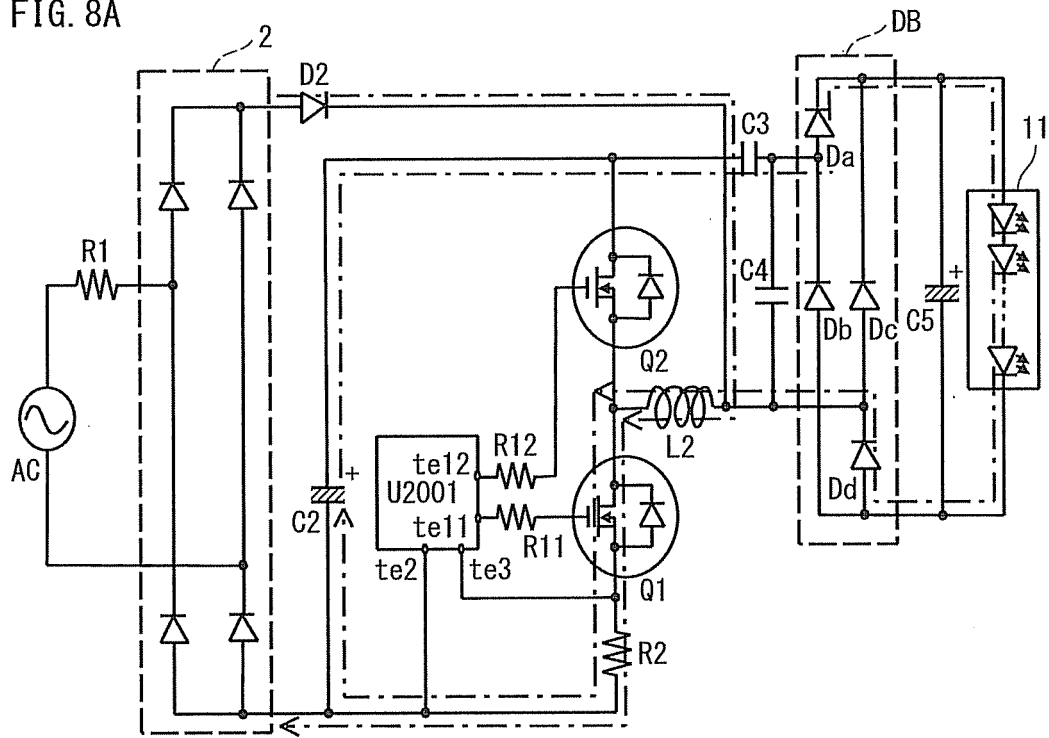 FIG. 8A
2
DB
D2
C3
Da
11
R1
C4
Db
Dc
C5
+
Q2
AC
L2
Dd
te12
R12
U2001
te11
R11
+
C2
te2
te3
Q1
R2